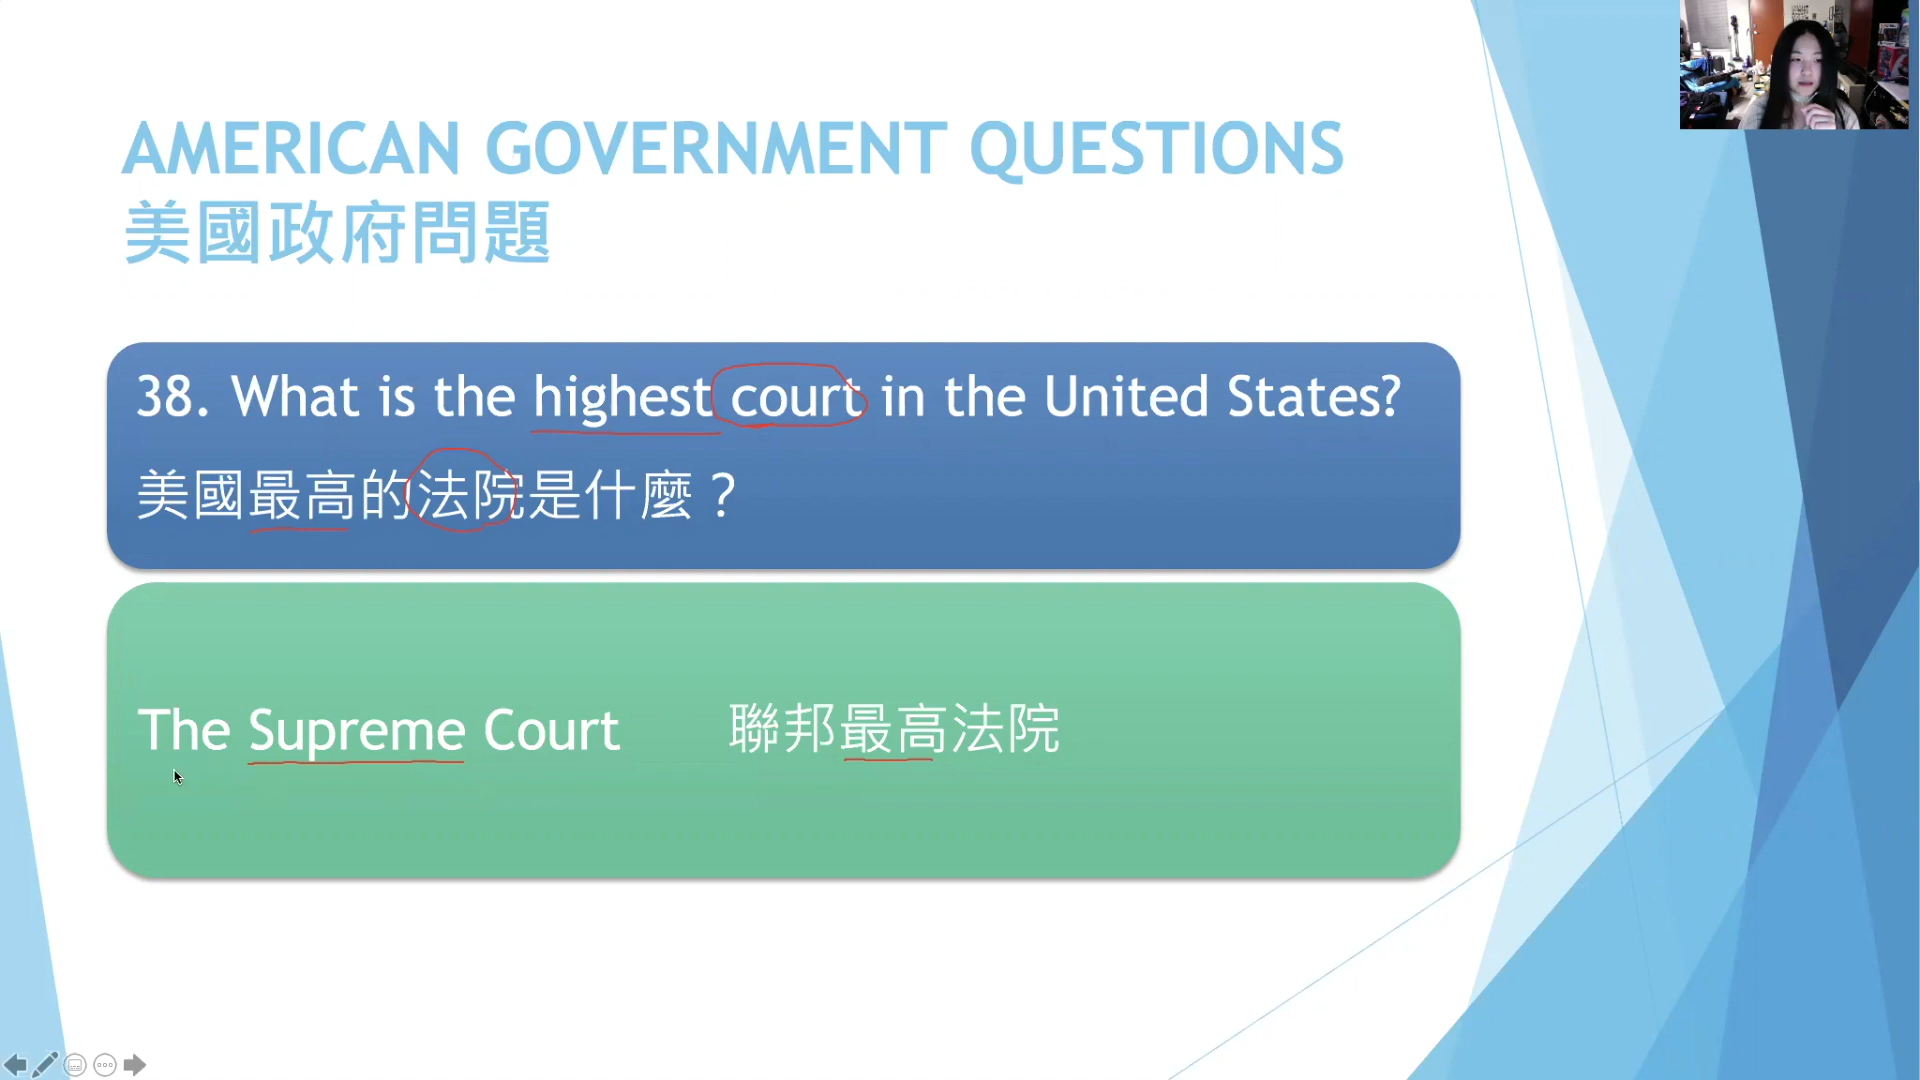 AMERICAN GOVERNMENT QUESTIONS
美國政府問題
38. What is the highest court in the United States?
美國最高的法院是什麼？
The Supreme Court 聯邦最高法院